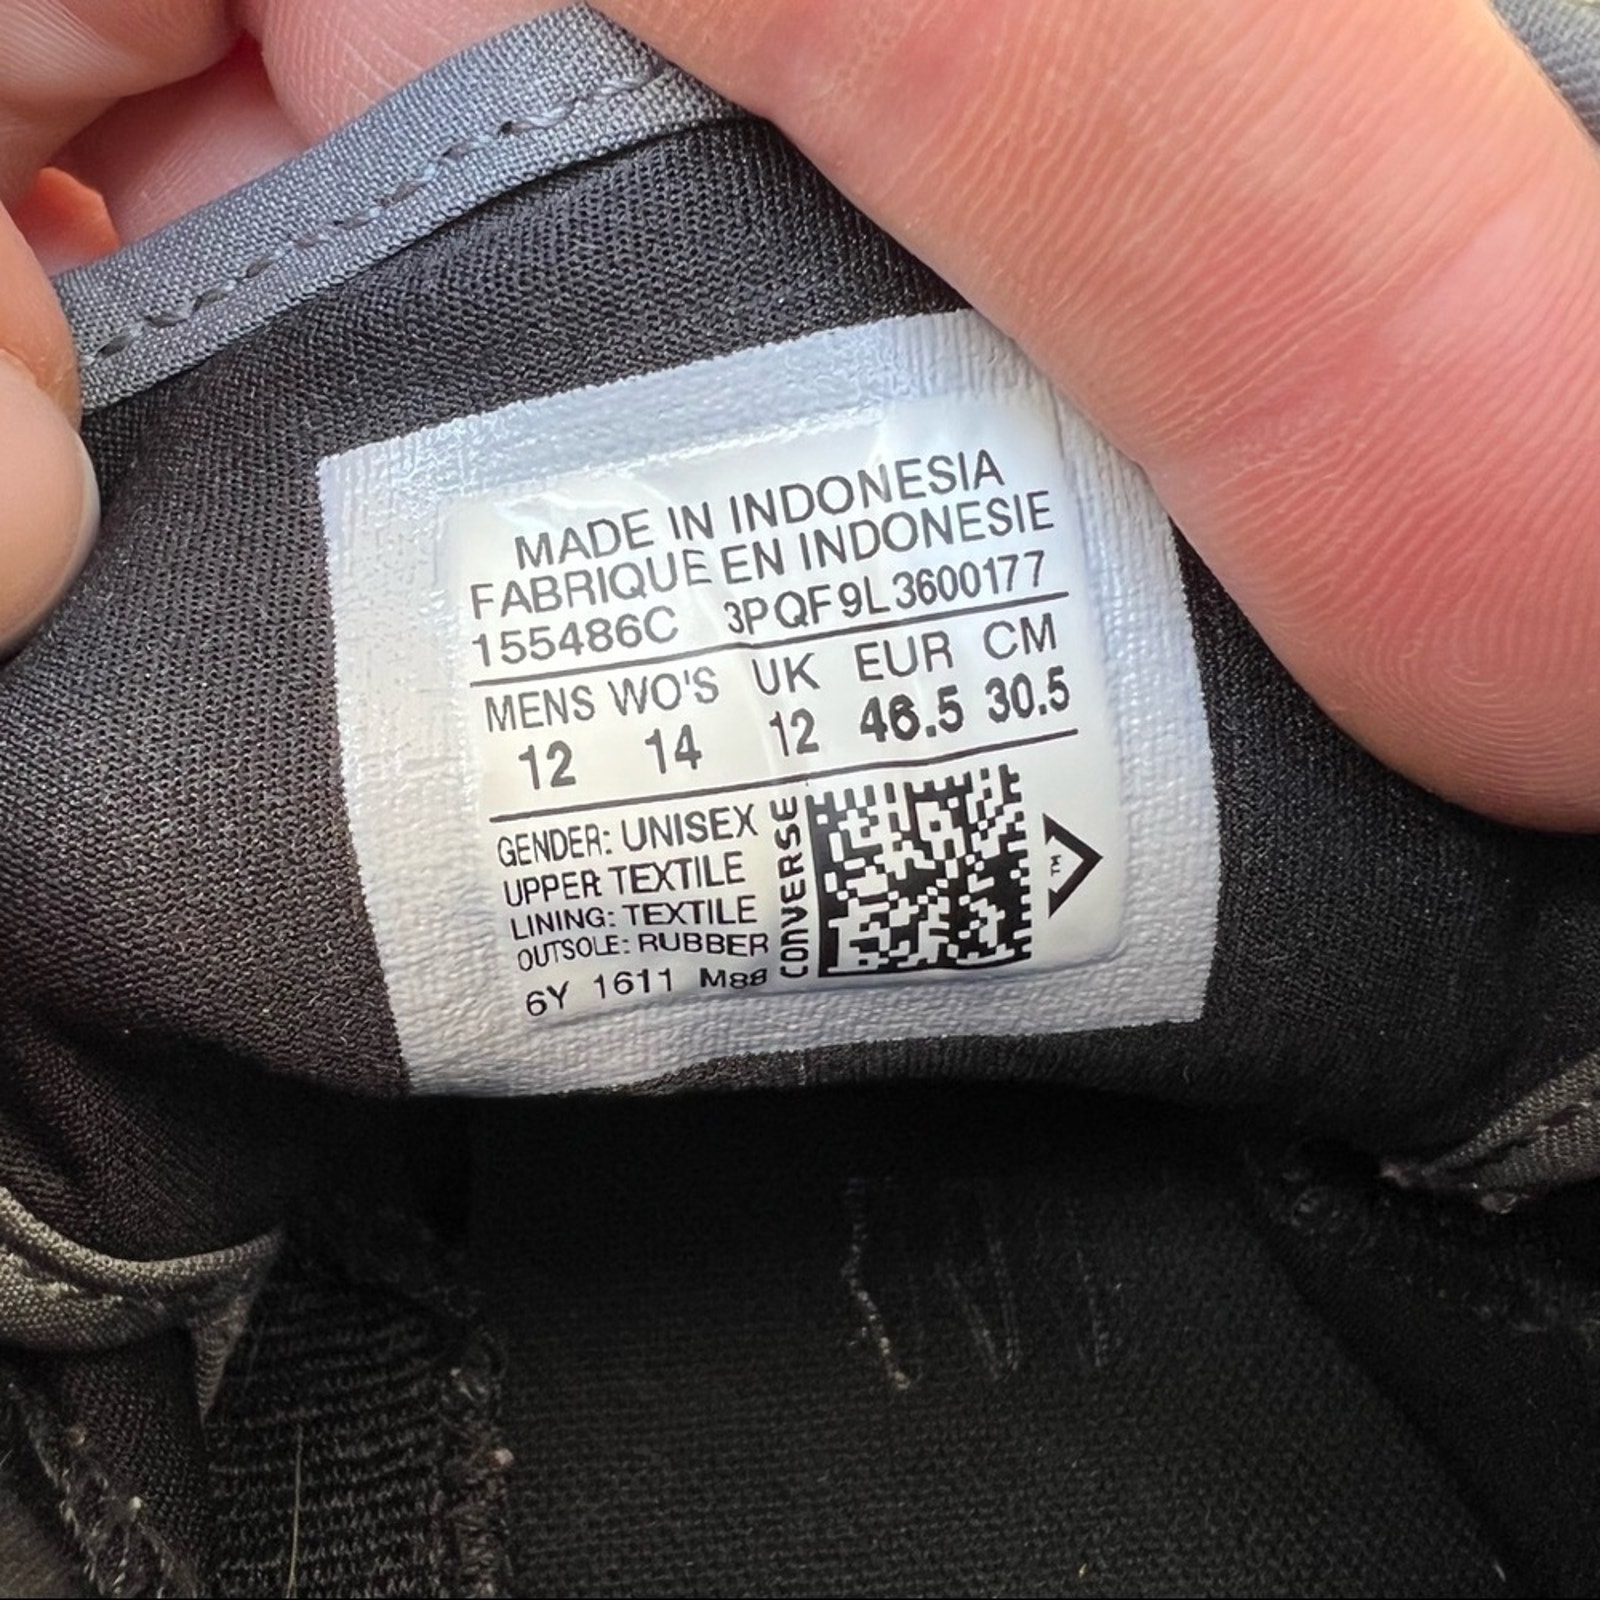 MADE IN INDONESIA
FABRIQUE EN INDONESIE
155486C 3PQF9L3600177
MENS WO'S UK EUR CM
12 14 12 46.5 30.5
GENDER: UNISEX
UPPER: TEXTILE
LINING: TEXTILE
OUTSOLE: RUBBER
6Y 1611 M88
CONVERSE
TM